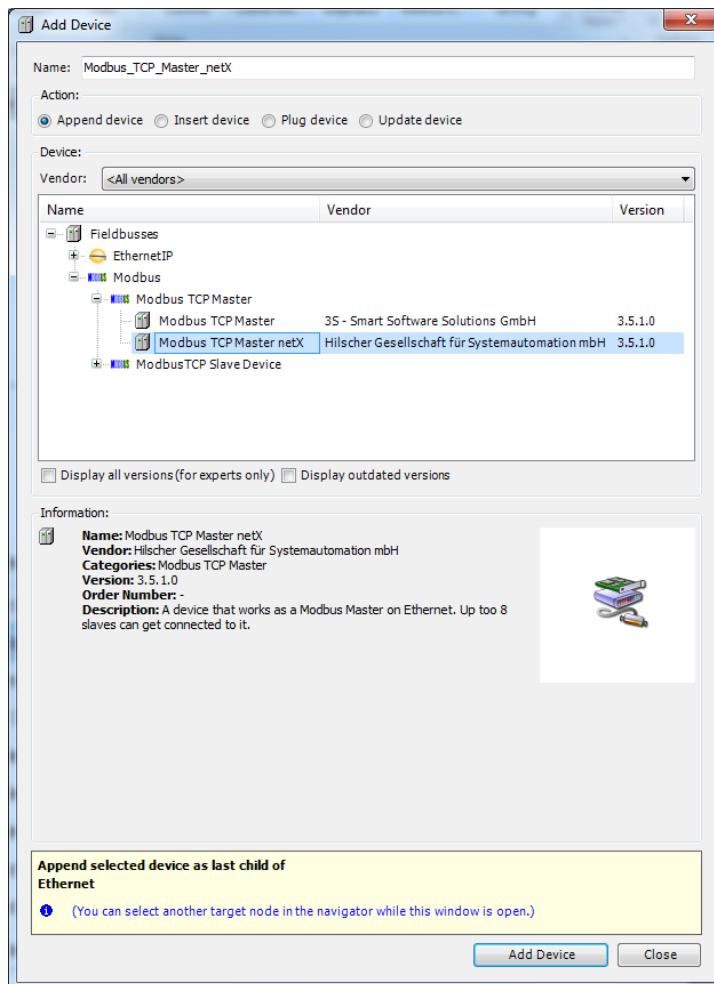 Add Device
Name: Modbus_TCP_Master_netX
Action:
Append device Insert device Plug device Update device
Device:
Vendor: <All vendors>
Name Vendor Version
Fieldbusses
EthernetIP
Modbus
Modbus TCP Master
Modbus TCP Master 3S - Smart Software Solutions GmbH 3.5.1.0
Modbus TCP Master netX Hilscher Gesellschaft für Systemautomation mbH 3.5.1.0
ModbusTCP Slave Device
Display all versions (for experts only) Display outdated versions
Information:
Name: Modbus TCP Master netX
Vendor: Hilscher Gesellschaft für Systemautomation mbH
Categories: Modbus TCP Master
Version: 3.5.1.0
Order Number: -
Description: A device that works as a Modbus Master on Ethernet. Up too 8
slaves can get connected to it.
Append selected device as last child of
Ethernet
(You can select another target node in the navigator while this window is open.)
Add Device Close